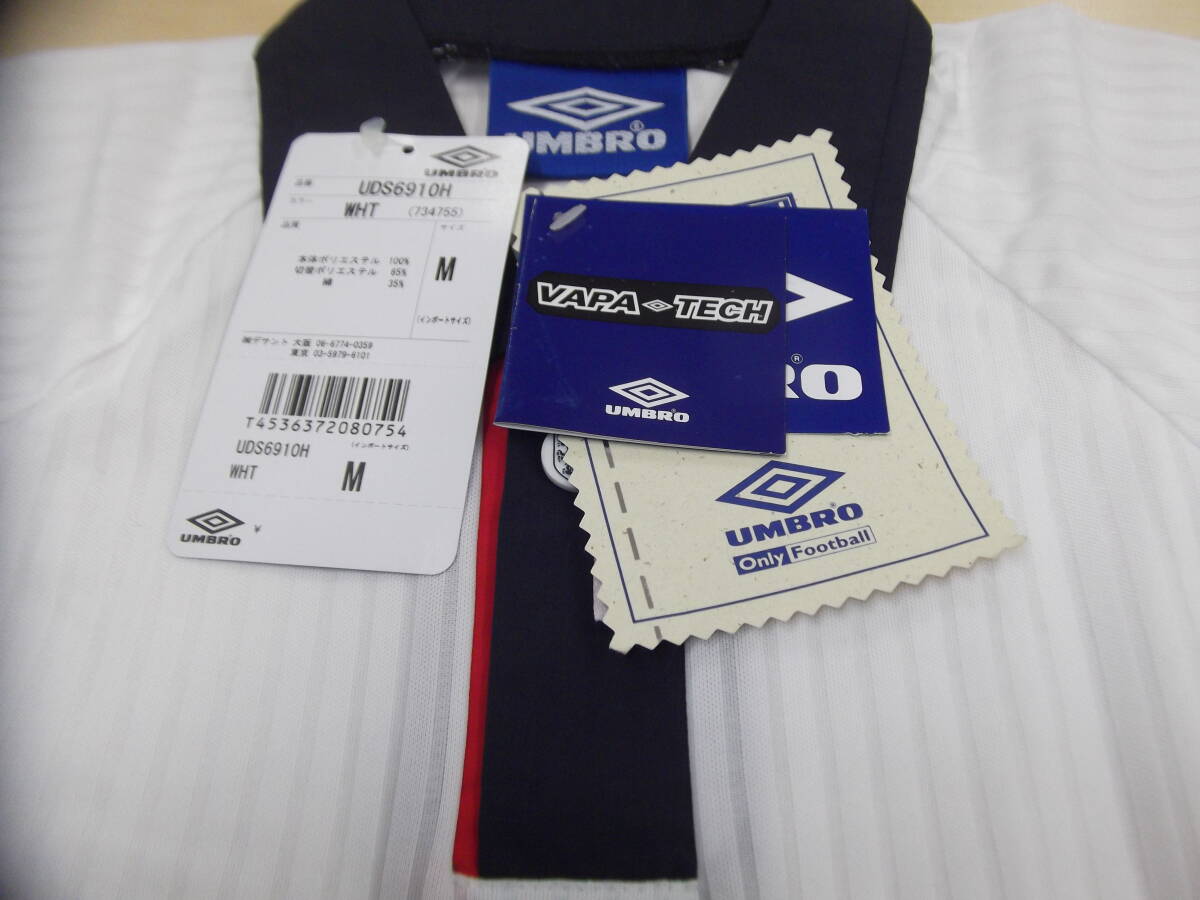 UMBRO
UMBRO
品番 UDS6910H
カラー WHT (734755)
品質
サイズ
M
本体ポリエステル 100%
切替ポリエステル 65%
綿 35%
(インポートサイズ)
㈱デサント 大阪 06-6774-0359
東京 03-5979-6101
T4536372080754
UDS6910H
(インポートサイズ)
WHT
M
UMBRO
¥
VAPA TECH
UMBRO®
RO
®
UMBRO®
Only Football